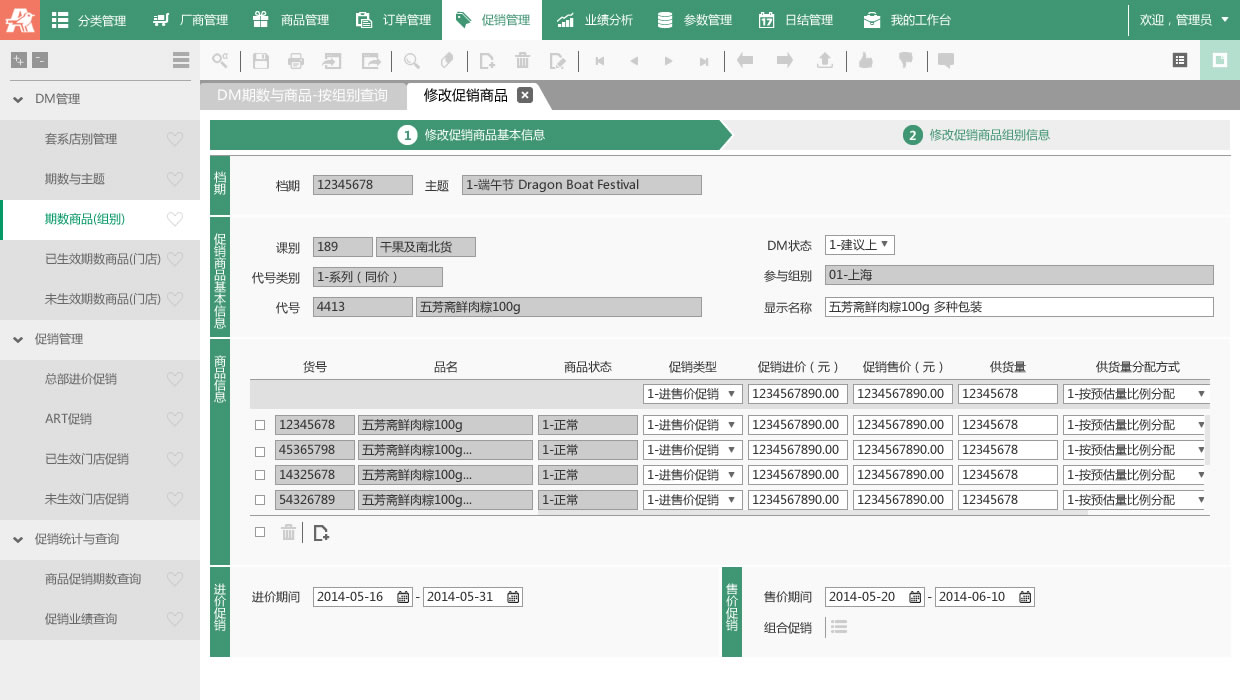 分类管理 厂商管理 商品管理 订单管理 促销管理 业绩分析 参数管理 日结管理 我的工作台 欢迎，管理员
DM期数与商品-按组别查询 修改促销商品
DM管理
套系店别管理
期数与主题
期数商品(组别)
已生效期数商品(门店)
未生效期数商品(门店)
促销管理
总部进价促销
ART促销
已生效门店促销
未生效门店促销
促销统计与查询
商品促销期数查询
促销业绩查询
1 修改促销商品基本信息 2 修改促销商品组别信息
档期
档期 12345678 主题 1-端午节 Dragon Boat Festival
促销商品基本信息
课别 189 干果及南北货 DM状态 1-建议上
代号类别 1-系列（同价） 参与组别 01-上海
代号 4413 五芳斋鲜肉粽100g 显示名称 五芳斋鲜肉粽100g 多种包装
商品信息
货号 品名 商品状态 促销类型 促销进价（元） 促销售价（元） 供货量 供货量分配方式
1-进售价促销 1234567890.00 1234567890.00 12345678 1-按预估量比例分配
12345678 五芳斋鲜肉粽100g 1-正常 1-进售价促销 1234567890.00 1234567890.00 12345678 1-按预估量比例分配
45365798 五芳斋鲜肉粽100g... 1-正常 1-进售价促销 1234567890.00 1234567890.00 12345678 1-按预估量比例分配
14325678 五芳斋鲜肉粽100g... 1-正常 1-进售价促销 1234567890.00 1234567890.00 12345678 1-按预估量比例分配
54326789 五芳斋鲜肉粽100g... 1-正常 1-进售价促销 1234567890.00 1234567890.00 12345678 1-按预估量比例分配
进价促销
进价期间 2014-05-16 - 2014-05-31
售价促销
售价期间 2014-05-20 - 2014-06-10
组合促销